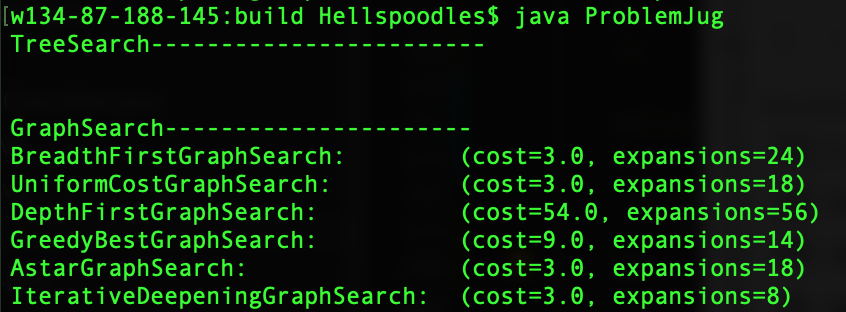 [w134-87-188-145:build Hellspoodles$ java ProblemJug
TreeSearch------------------------
GraphSearch----------------------
BreadthFirstGraphSearch: (cost=3.0, expansions=24)
UniformCostGraphSearch: (cost=3.0, expansions=18)
DepthFirstGraphSearch: (cost=54.0, expansions=56)
GreedyBestGraphSearch: (cost=9.0, expansions=14)
AstarGraphSearch: (cost=3.0, expansions=18)
IterativeDeepeningGraphSearch: (cost=3.0, expansions=8)